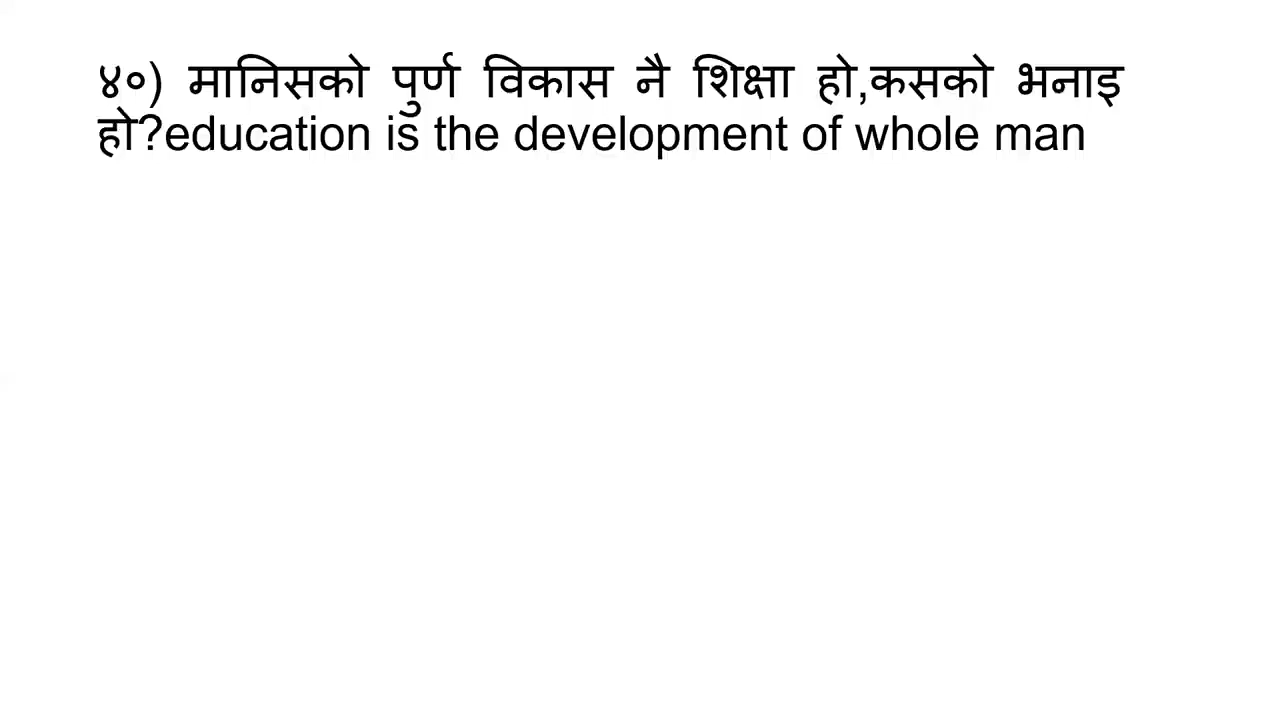 ४०) मानिसको पुर्ण विकास नै शिक्षा हो,कसको भनाइ
हो?education is the development of whole man